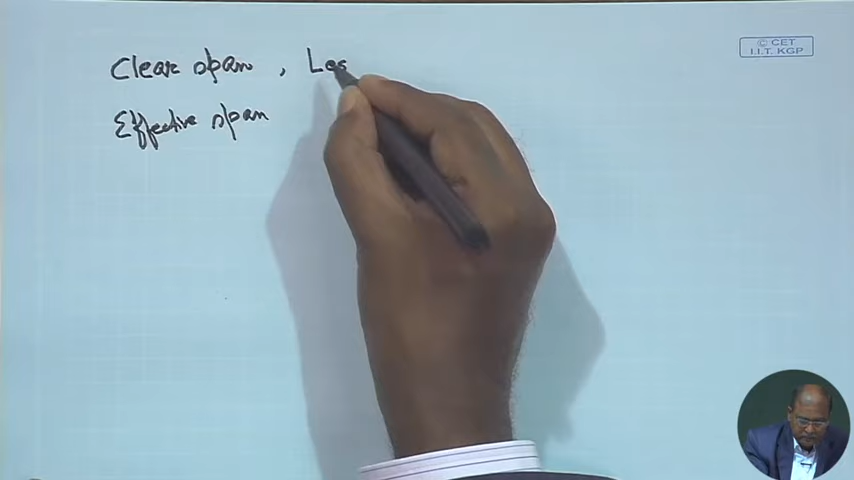 Clear span , Les
Effective span
© CET
I.I.T. KGP